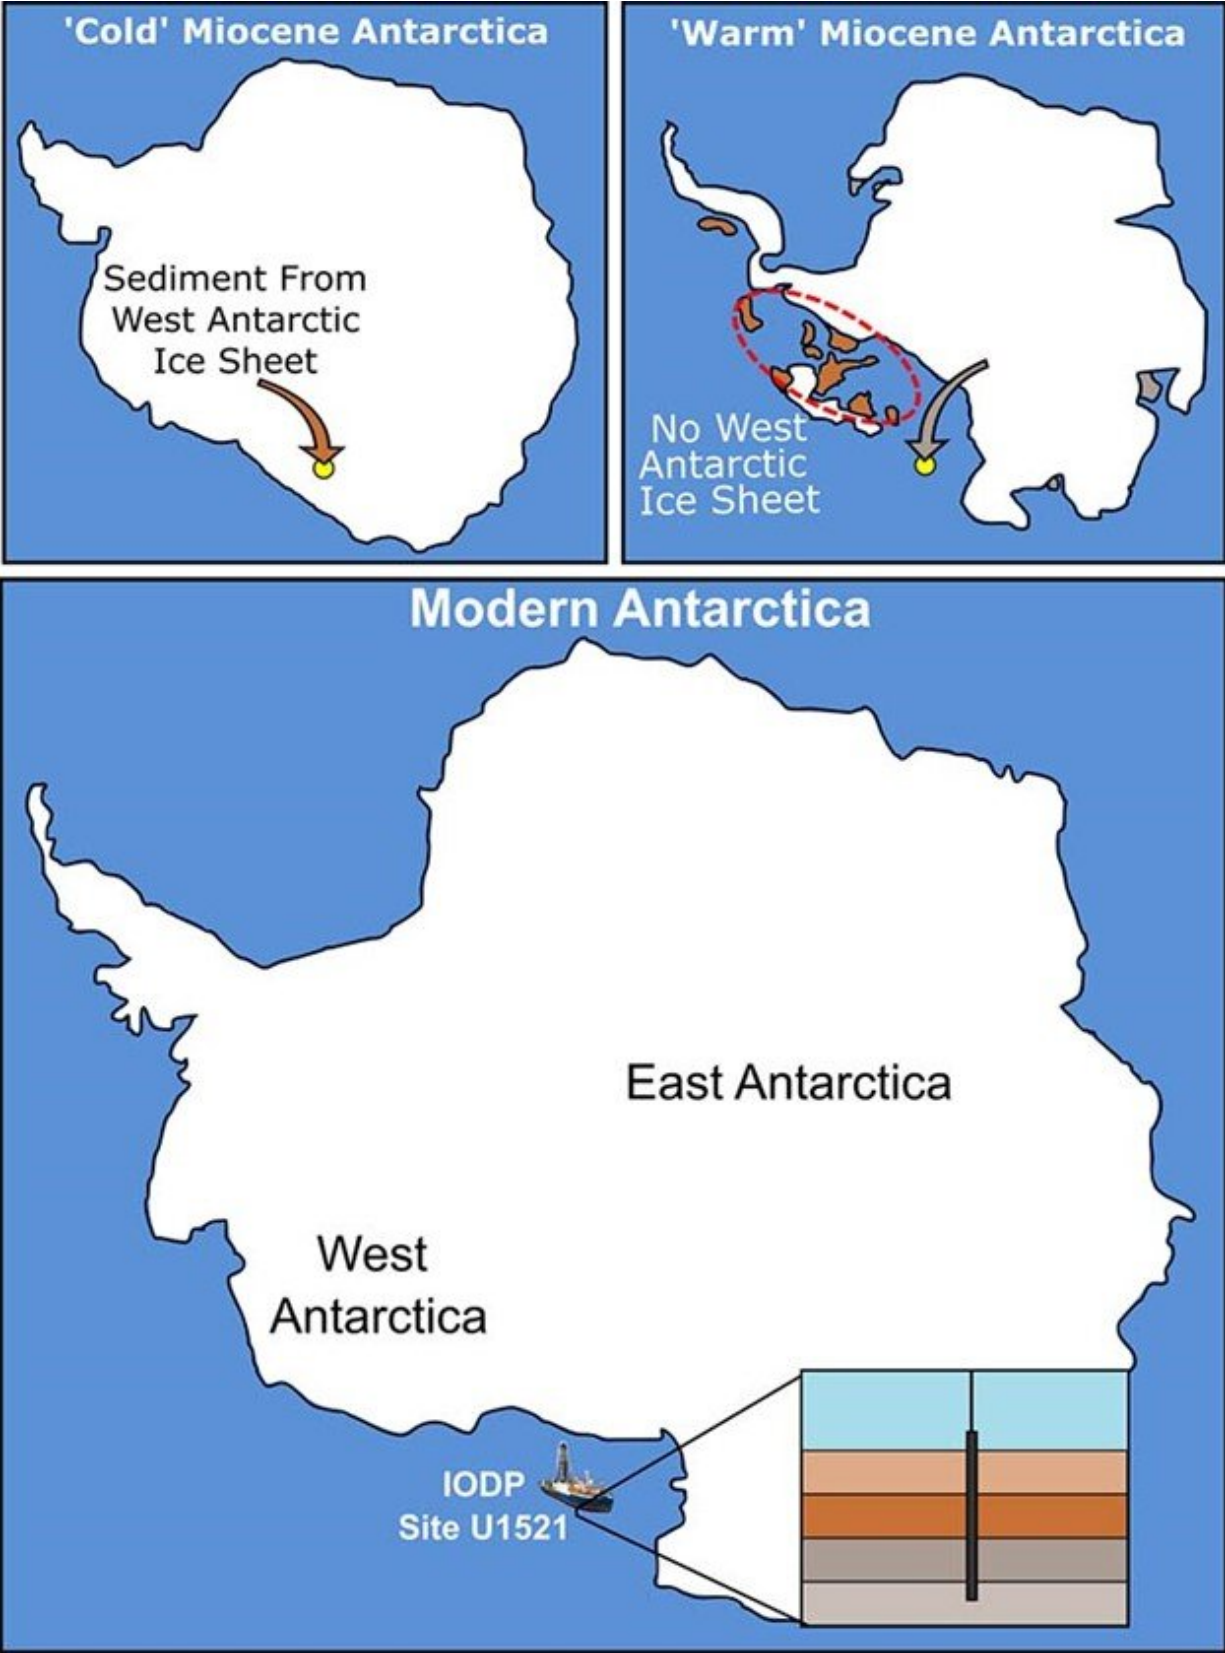 'Cold' Miocene Antarctica
Sediment From
West Antarctic
Ice Sheet
'Warm' Miocene Antarctica
No West
Antarctic
Ice Sheet
Modern Antarctica
East Antarctica
West
Antarctica
IODP
Site U1521